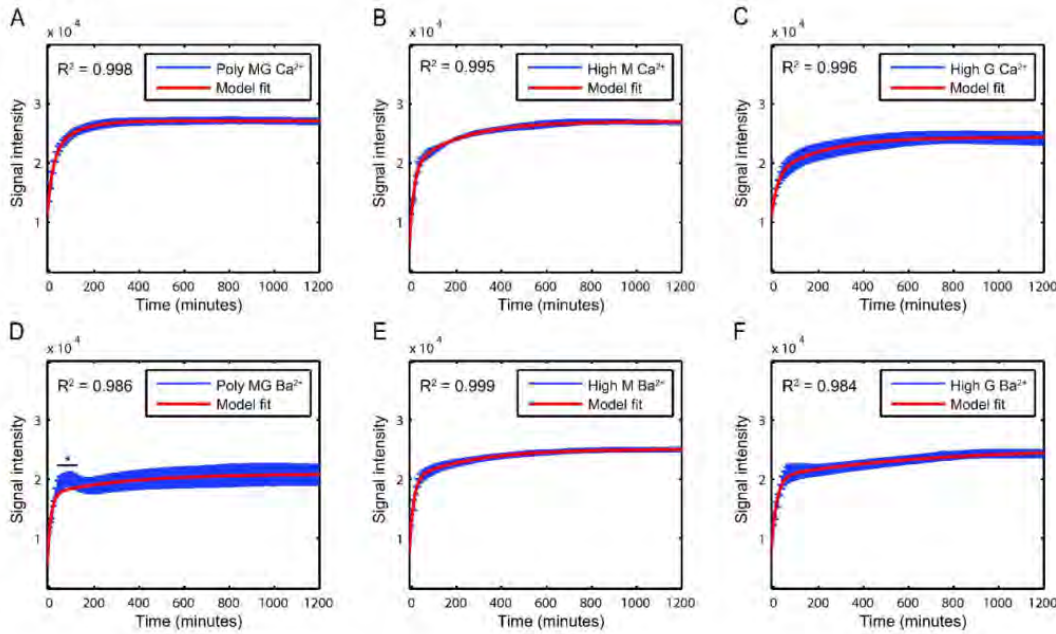 A
x 10⁴
R² = 0.998
Poly MG Ca²⁺
Model fit
3
2
1
Signal intensity
0 200 400 600 800 1000 1200
Time (minutes)
B
x 10⁴
R² = 0.995
High M Ca²⁺
Model fit
3
2
1
Signal intensity
0 200 400 600 800 1000 1200
Time (minutes)
C
x 10⁴
R² = 0.996
High G Ca²⁺
Model fit
3
2
1
Signal intensity
0 200 400 600 800 1000 1200
Time (minutes)
D
x 10⁴
R² = 0.986
Poly MG Ba²⁺
Model fit
*
3
2
1
Signal intensity
0 200 400 600 800 1000 1200
Time (minutes)
E
x 10⁴
R² = 0.999
High M Ba²⁺
Model fit
3
2
1
Signal intensity
0 200 400 600 800 1000 1200
Time (minutes)
F
x 10⁴
R² = 0.984
High G Ba²⁺
Model fit
3
2
1
Signal intensity
0 200 400 600 800 1000 1200
Time (minutes)